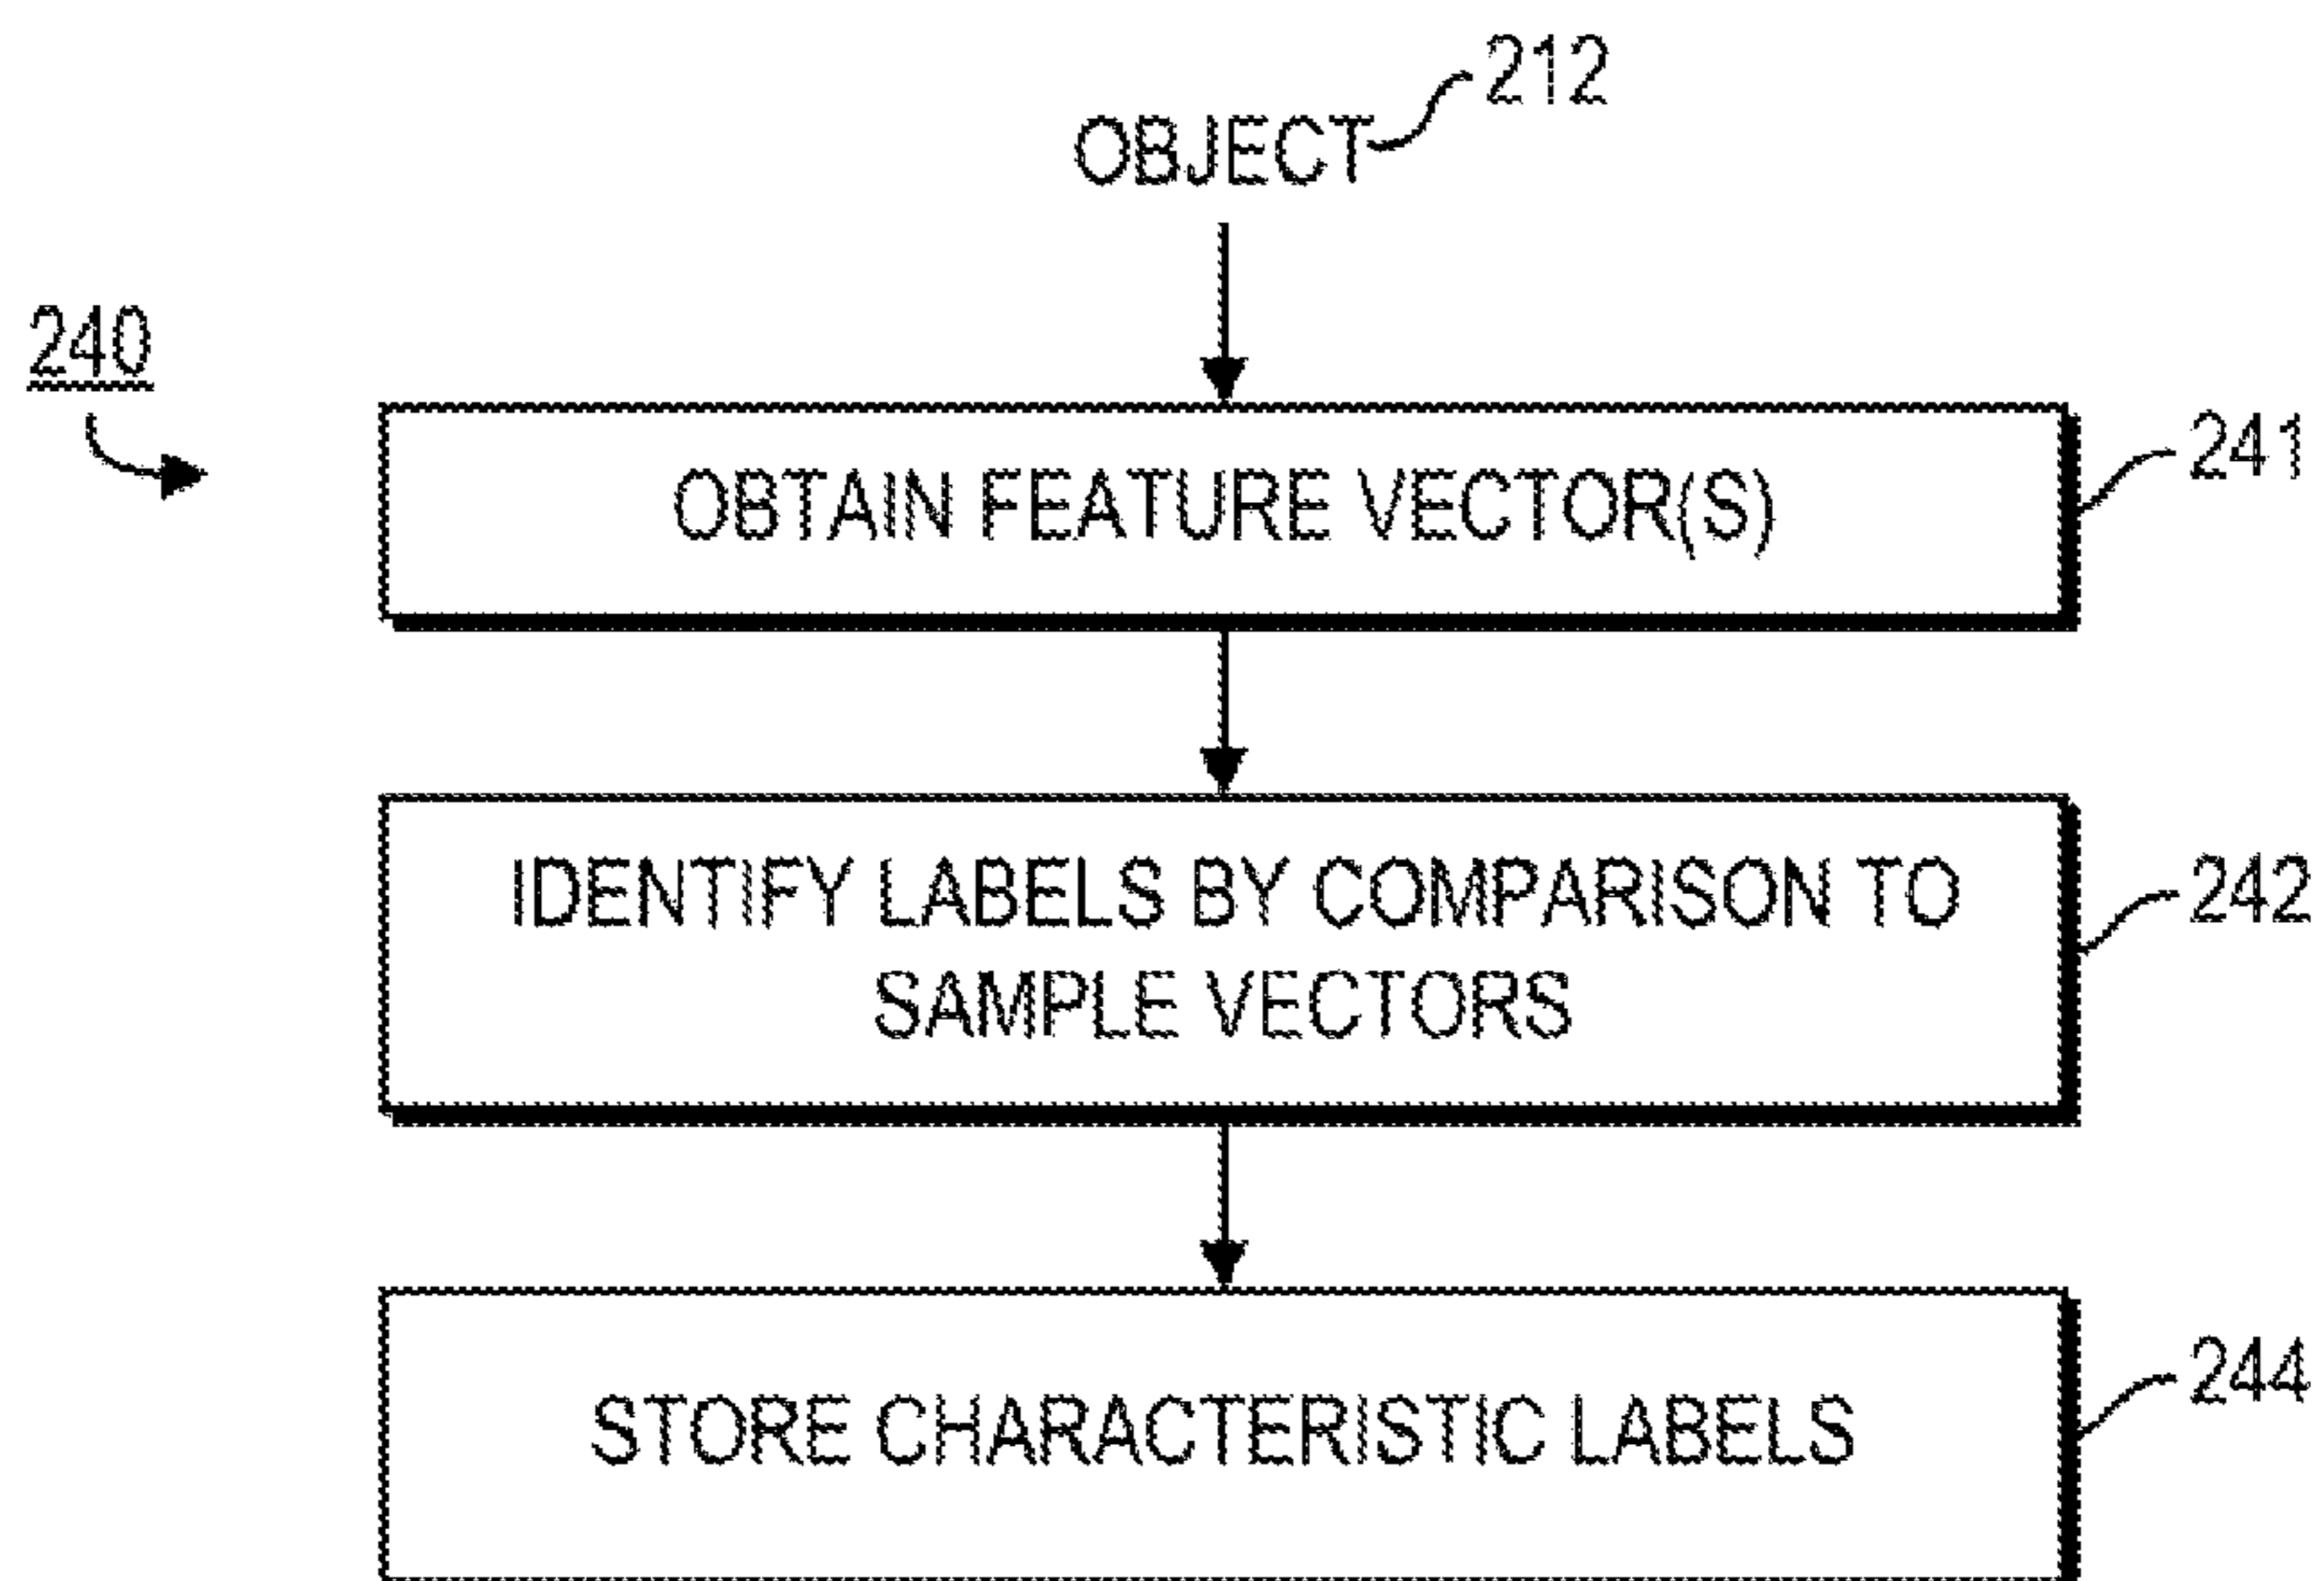 212
OBJECT
240
OBTAIN FEATURE VECTOR(S)
241
IDENTIFY LABELS BY COMPARISON TO
SAMPLE VECTORS
242
STORE CHARACTERISTIC LABELS
244